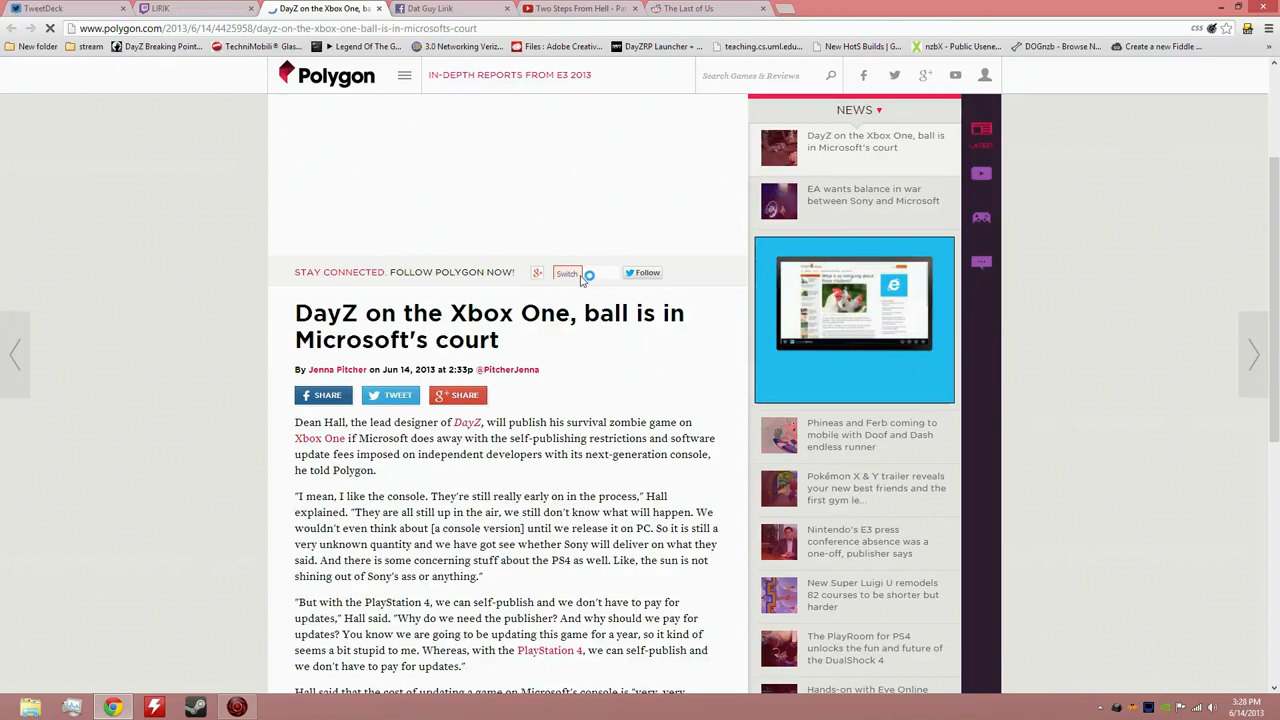 TweetDeck
LIRIK
DayZ on the Xbox One, ba
Dat Guy Lirik
Two Steps From Hell - Pat
The Last of Us
www.polygon.com/2013/6/14/4425958/dayz-on-the-xbox-one-ball-is-in-microsofts-court
css
New folder
stream
DayZ Breaking Point...
TechniMobili® Glas...
Legend Of The G...
3.0 Networking Veriz...
Files : Adobe Creativ...
DayZRP Launcher + ...
teaching.cs.uml.edu...
New HotS Builds | G...
nzbX - Public Usene...
DOGnzb - Browse N...
Create a new Fiddle ...
Polygon
IN-DEPTH REPORTS FROM E3 2013
Search Games & Reviews
NEWS
LATEST
DayZ on the Xbox One, ball is
in Microsoft's court
EA wants balance in war
between Sony and Microsoft
STAY CONNECTED. FOLLOW POLYGON NOW!
Switch
Follow
DayZ on the Xbox One, ball is in
Microsoft's court
By Jenna Pitcher on Jun 14, 2013 at 2:33p @PitcherJenna
SHARE
TWEET
SHARE
Dean Hall, the lead designer of DayZ, will publish his survival zombie game on
Xbox One if Microsoft does away with the self-publishing restrictions and software
update fees imposed on independent developers with its next-generation console,
he told Polygon.
"I mean, I like the console. They're still really early on in the process," Hall
explained. "They are all still up in the air, we still don't know what will happen. We
wouldn't even think about [a console version] until we release it on PC. So it is still a
very unknown quantity and we have got see whether Sony will deliver on what they
said. And there is some concerning stuff about the PS4 as well. Like, the sun is not
shining out of Sony's ass or anything."
"But with the PlayStation 4, we can self-publish and we don't have to pay for
updates," Hall said. "Why do we need the publisher? And why should we pay for
updates? You know we are going to be updating this game for a year, so it kind of
seems a bit stupid to me. Whereas, with the PlayStation 4, we can self-publish and
we don't have to pay for updates."
Hall said that the cost of updating a game on Microsoft's console is "very, very
Phineas and Ferb coming to
mobile with Doof and Dash
endless runner
Pokémon X & Y trailer reveals
your new best friends and the
first gym le...
Nintendo's E3 press
conference absence was a
one-off, publisher says
New Super Luigi U remodels
82 courses to be shorter but
harder
The PlayRoom for PS4
unlocks the fun and future of
the DualShock 4
Hands-on with Eve Online
3:28 PM
6/14/2013